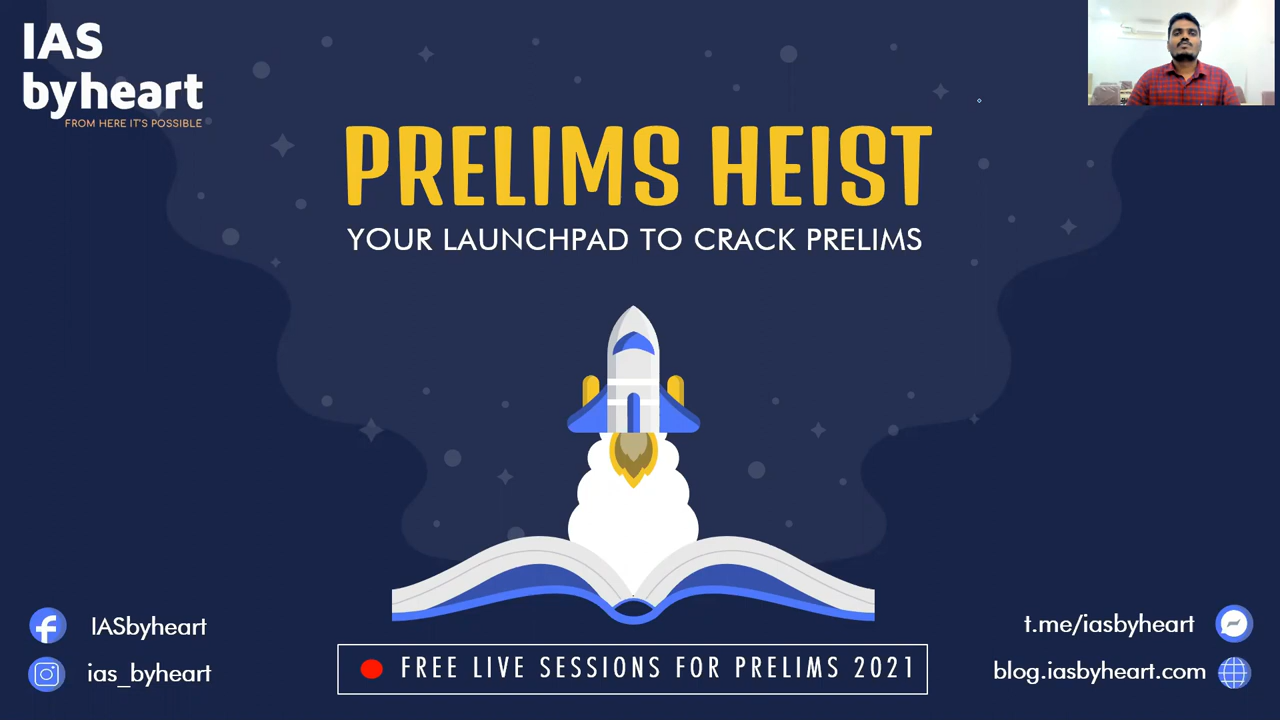 IAS
byheart
FROM HERE IT'S POSSIBLE
PRELIMS HEIST
YOUR LAUNCHPAD TO CRACK PRELIMS
IASbyheart
ias_byheart
FREE LIVE SESSIONS FOR PRELIMS 2021
t.me/iasbyheart
blog.iasbyheart.com